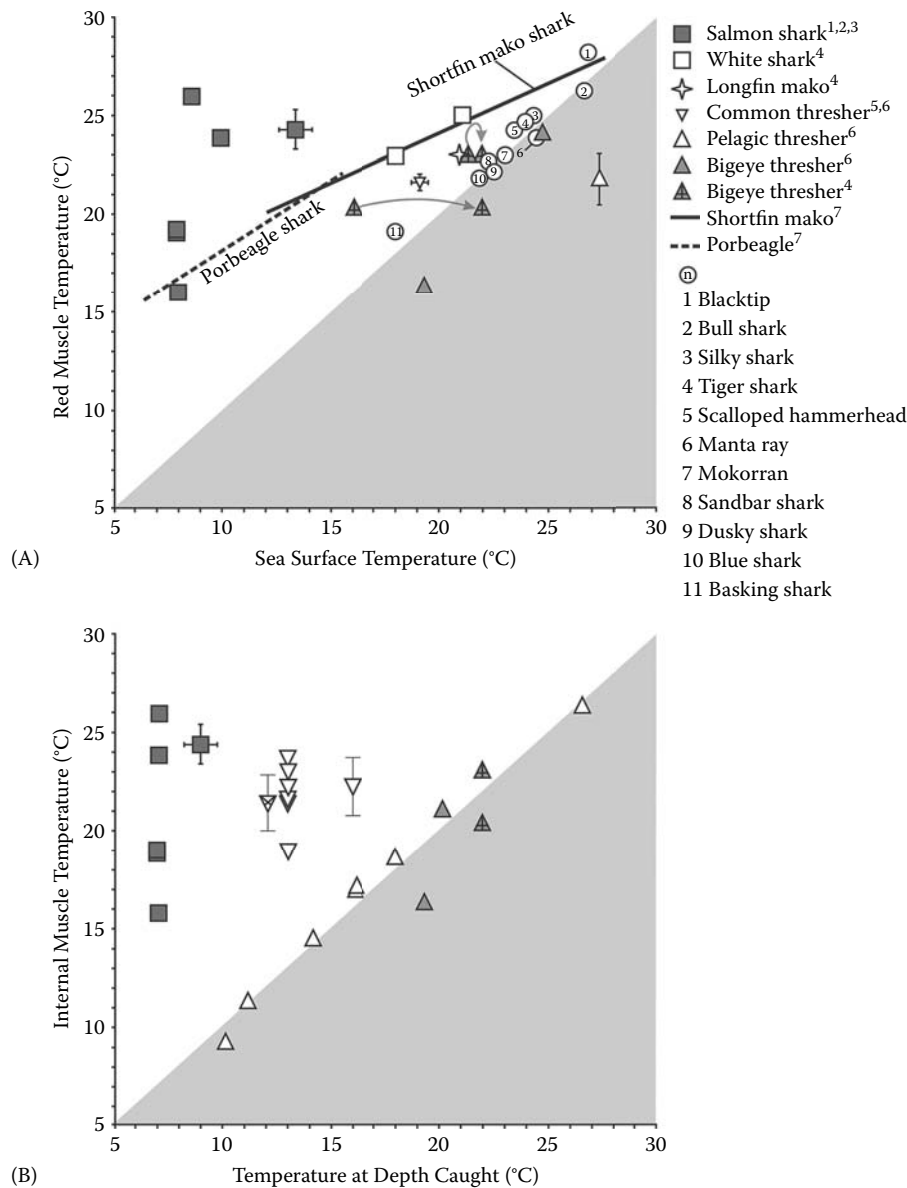 30
25
20
15
10
5
Red Muscle Temperature (°C)
Shortfin mako shark
Porbeagle shark
1
2
3
4
5
6
7
8
9
10
11
5
10
15
20
25
30
(A)
Sea Surface Temperature (°C)
Salmon shark1,2,3
White shark4
Longfin mako4
Common thresher5,6
Pelagic thresher6
Bigeye thresher6
Bigeye thresher4
Shortfin mako7
Porbeagle7
n
1 Blacktip
2 Bull shark
3 Silky shark
4 Tiger shark
5 Scalloped hammerhead
6 Manta ray
7 Mokorran
8 Sandbar shark
9 Dusky shark
10 Blue shark
11 Basking shark
30
25
20
15
10
5
Internal Muscle Temperature (°C)
5
10
15
20
25
30
(B)
Temperature at Depth Caught (°C)